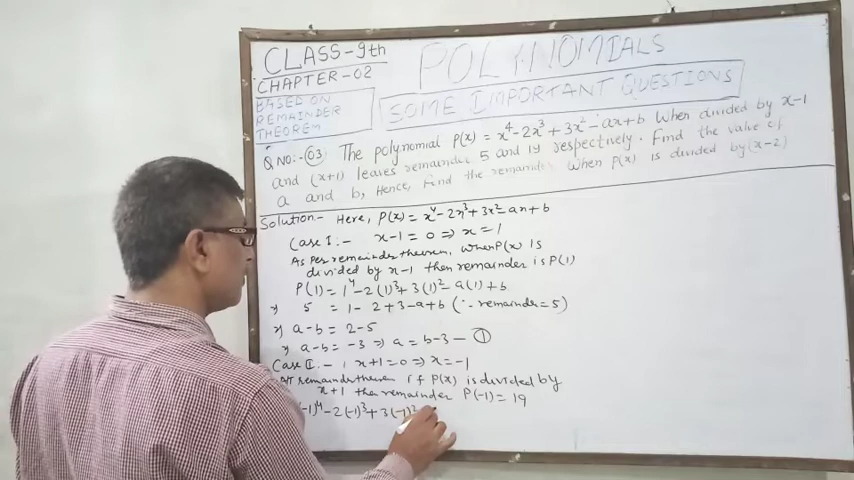 CLASS-9th
CHAPTER-02
POLYNOMIALS
BASED ON
REMAINDER
THEOREM
SOME IMPORTANT QUESTIONS
Q NO:-03 The polynomial P(x) = x⁴-2x³+3x²-ax+b when divided by x-1
and (x+1) leaves remainder 5 and 19 respectively. Find the value of
a and b, Hence, find the remainder when P(x) is divided by (x-2)
Solution:- Here, P(x) = x⁴-2x³+3x²-ax+b
Case I:- x-1=0 ⇒ x=1
As per remainder theorem, when P(x) is
divided by x-1 then remainder is P(1)
P(1) = 1⁴-2(1)³+3(1)²-a(1)+b
⇒ 5 = 1-2+3-a+b (∵ remainder=5)
⇒ a-b = 2-5
⇒ a-b = -3 ⇒ a = b-3 — ①
Case II:- x+1=0 ⇒ x=-1
remainder theorem if P(x) is divided by
x+1 then remainder P(-1)=19
-1)⁴-2(-1)³+3(-1)²